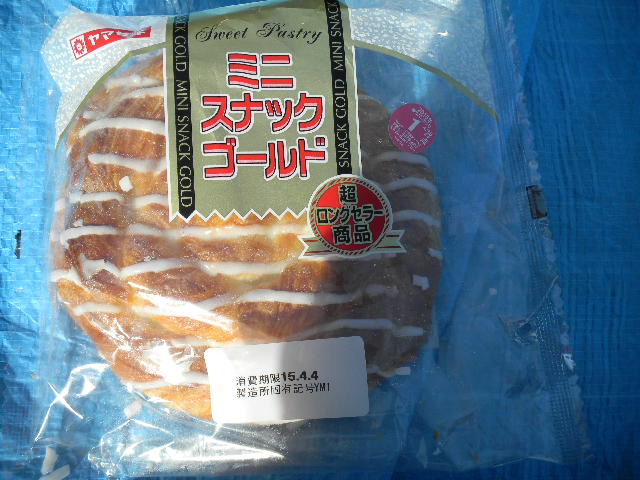 ヤマザキ
Sweet Pastry
ミニ
スナック
ゴールド
SNACK GOLD MINI SNACK GOLD
SNACK GOLD MINI SNACK
超
ロングセラー
商品
1
消費期限15.4.4
製造所固有記号YM1